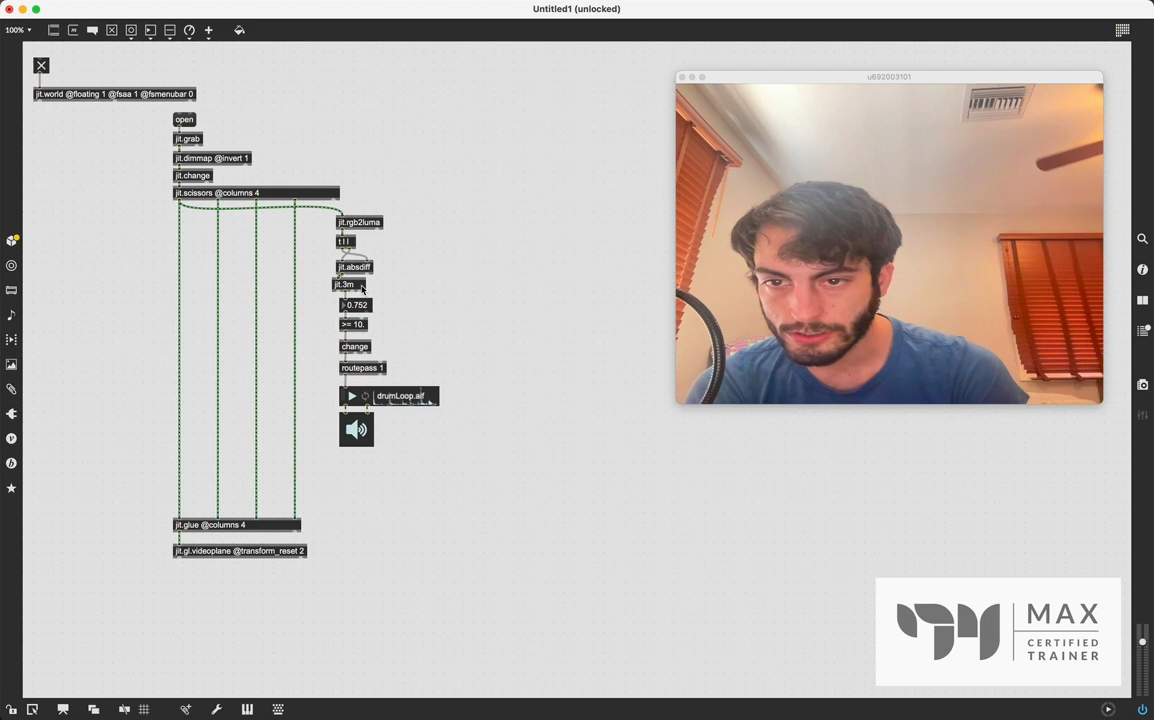 Untitled1 (unlocked)
100%
jit.world @floating 1 @fsaa 1 @fsmenubar 0
open
jit.grab
jit.dimmap @invert 1
jit.change
jit.scissors @columns 4
jit.rgb2luma
t l l
jit.absdiff
jit.3m
0.752
>= 10.
change
routepass 1
drumLoop.aif
jit.glue @columns 4
jit.gl.videoplane @transform_reset 2
u692003101
MAX
CERTIFIED
TRAINER